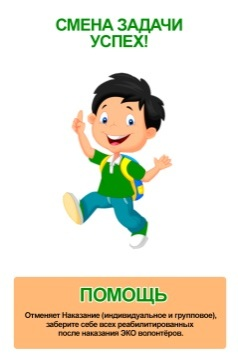 СМЕНА ЗАДАЧИ
УСПЕХ!
ПОМОЩЬ
Отменяет Наказание (индивидуальное и групповое),
заберите себе всех реабилитированных
после наказания ЭКО волонтёров.